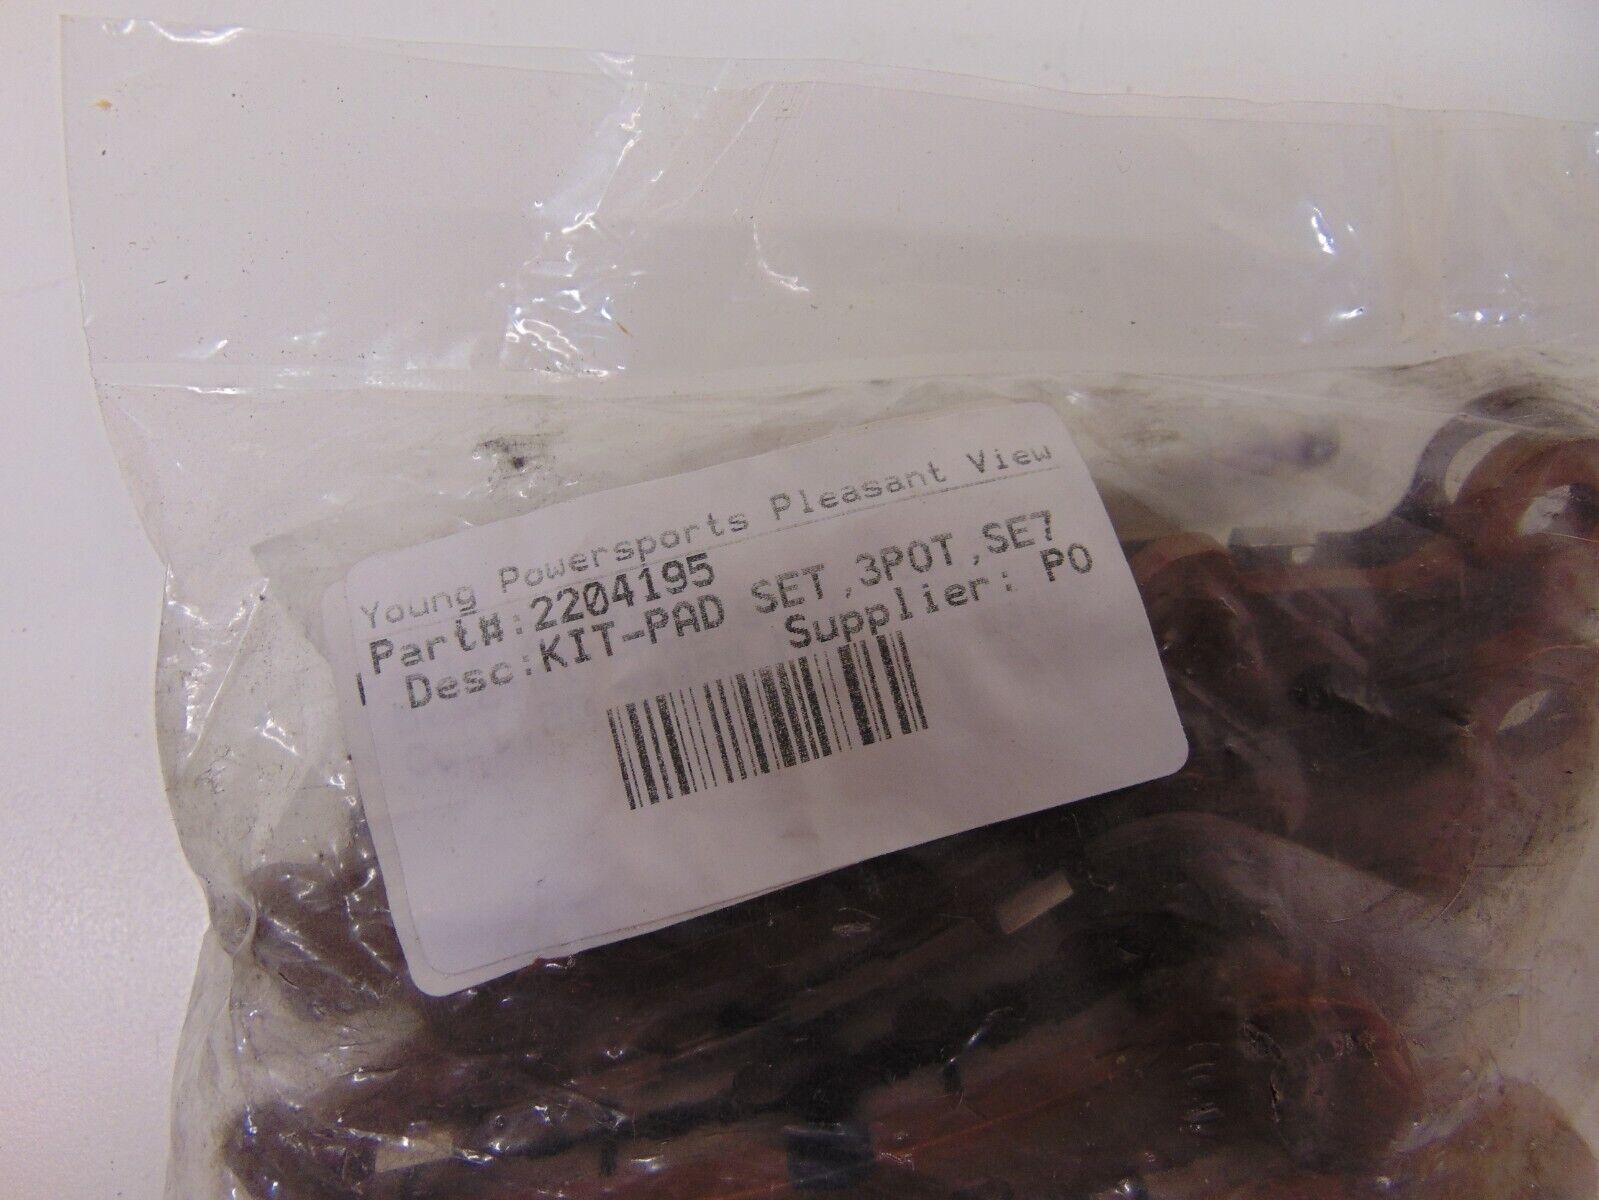 Young Powersports Pleasant View
Part#:2204195
Desc:KIT-PAD SET,3POT,SE7
Supplier: PO